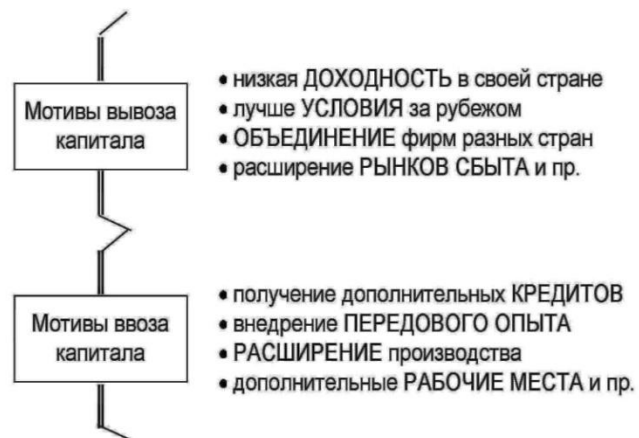 Мотивы вывоза
капитала
• низкая ДОХОДНОСТЬ в своей стране
• лучше УСЛОВИЯ за рубежом
• ОБЪЕДИНЕНИЕ фирм разных стран
• расширение РЫНКОВ СБЫТА и пр.
Мотивы ввоза
капитала
• получение дополнительных КРЕДИТОВ
• внедрение ПЕРЕДОВОГО ОПЫТА
• РАСШИРЕНИЕ производства
• дополнительные РАБОЧИЕ МЕСТА и пр.